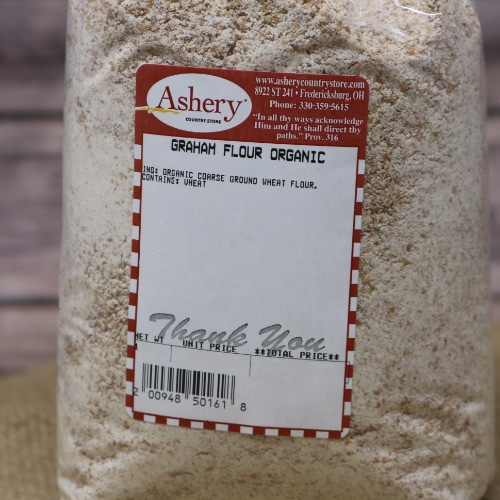 Ashery
COUNTRY STORE
www.asherycountrystore.com
8922 ST 241 • Fredericksburg, OH
Phone: 330-359-5615
“In all thy ways acknowledge
Him and He shall direct thy
paths.” Prov. 316
GRAHAM FLOUR ORGANIC
ING: ORGANIC COARSE GROUND WHEAT FLOUR.
CONTAINS: WHEAT
Thank You
NET WT UNIT PRICE **TOTAL PRICE**
2 00948 50161 8